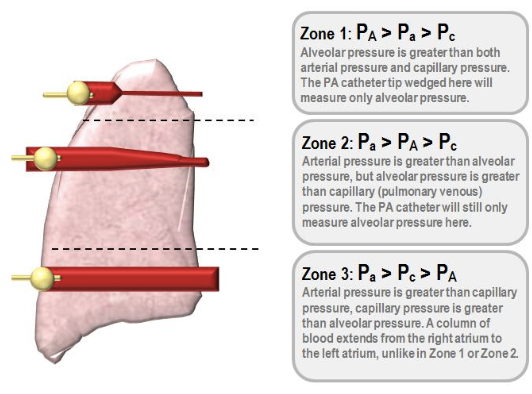 Zone 1: PA > Pa > Pc
Alveolar pressure is greater than both
arterial pressure and capillary pressure.
The PA catheter tip wedged here will
measure only alveolar pressure.
Zone 2: Pa > PA > Pc
Arterial pressure is greater than alveolar
pressure, but alveolar pressure is greater
than capillary (pulmonary venous)
pressure. The PA catheter will still only
measure alveolar pressure here.
Zone 3: Pa > Pc > PA
Arterial pressure is greater than capillary
pressure, capillary pressure is greater
than alveolar pressure. A column of
blood extends from the right atrium to
the left atrium, unlike in Zone 1 or Zone 2.